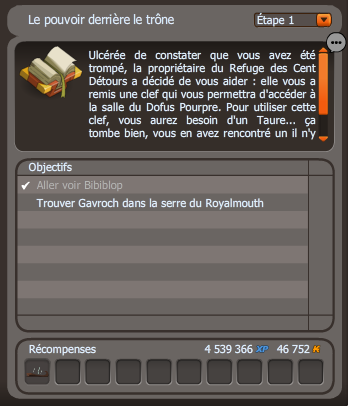 Le pouvoir derrière le trône
Étape 1
Ulcérée de constater que vous avez été
trompé, la propriétaire du Refuge des Cent
Détours a décidé de vous aider : elle vous a
remis une clef qui vous permettra d'accéder à
la salle du Dofus Pourpre. Pour utiliser cette
clef, vous aurez besoin d'un Taure... ça
tombe bien, vous en avez rencontré un il n'y
Objectifs
Aller voir Bibiblop
Trouver Gavroch dans la serre du Royalmouth
Récompenses 4 539 366 XP 46 752 K